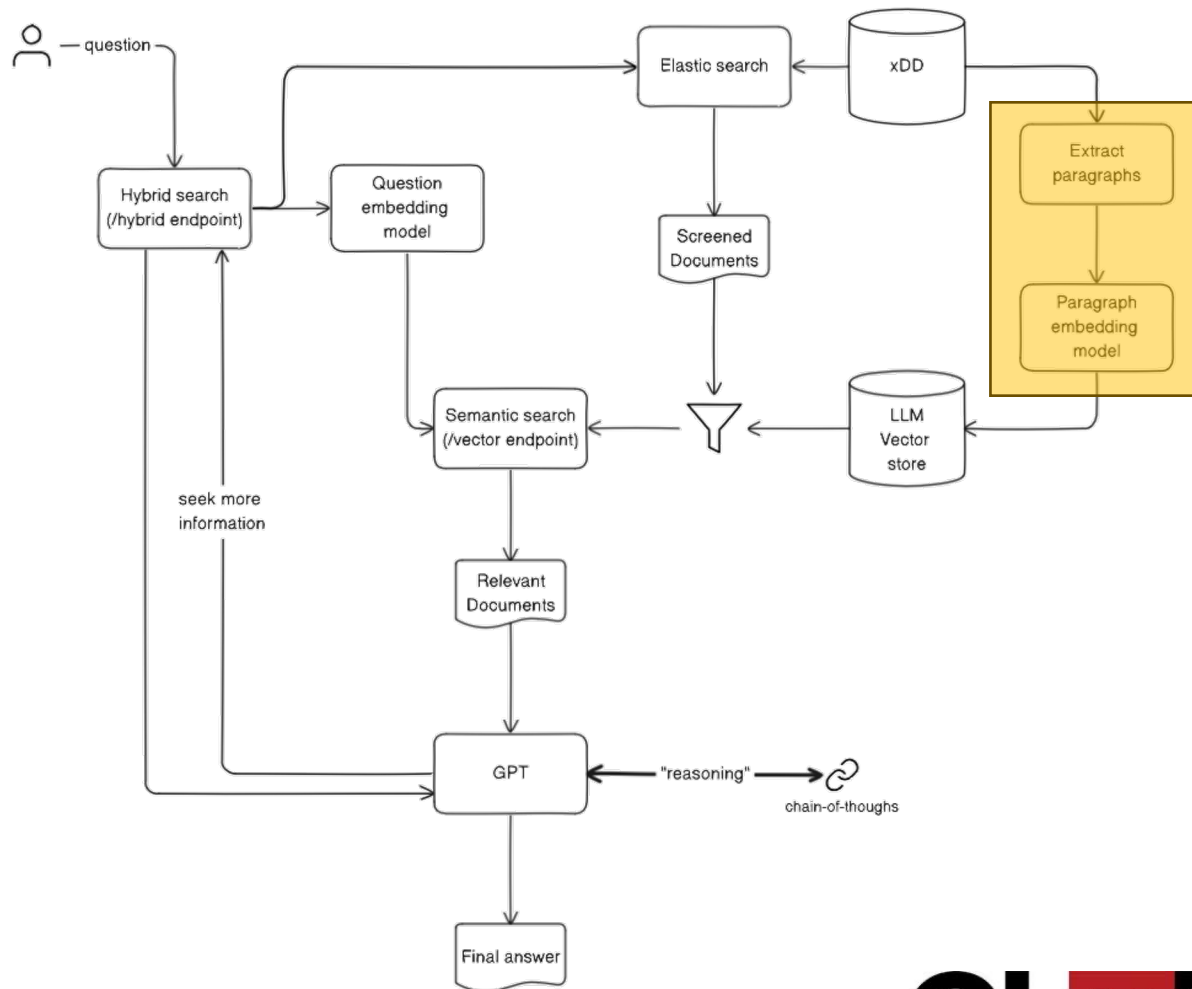 question
Elastic search
xDD
Extract
paragraphs
Hybrid search
(/hybrid endpoint)
Question
embedding
model
Screened
Documents
Paragraph
embedding
model
Semantic search
(/vector endpoint)
LLM
Vector
store
seek more
information
Relevant
Documents
GPT
"reasoning"
chain-of-thoughs
Final answer